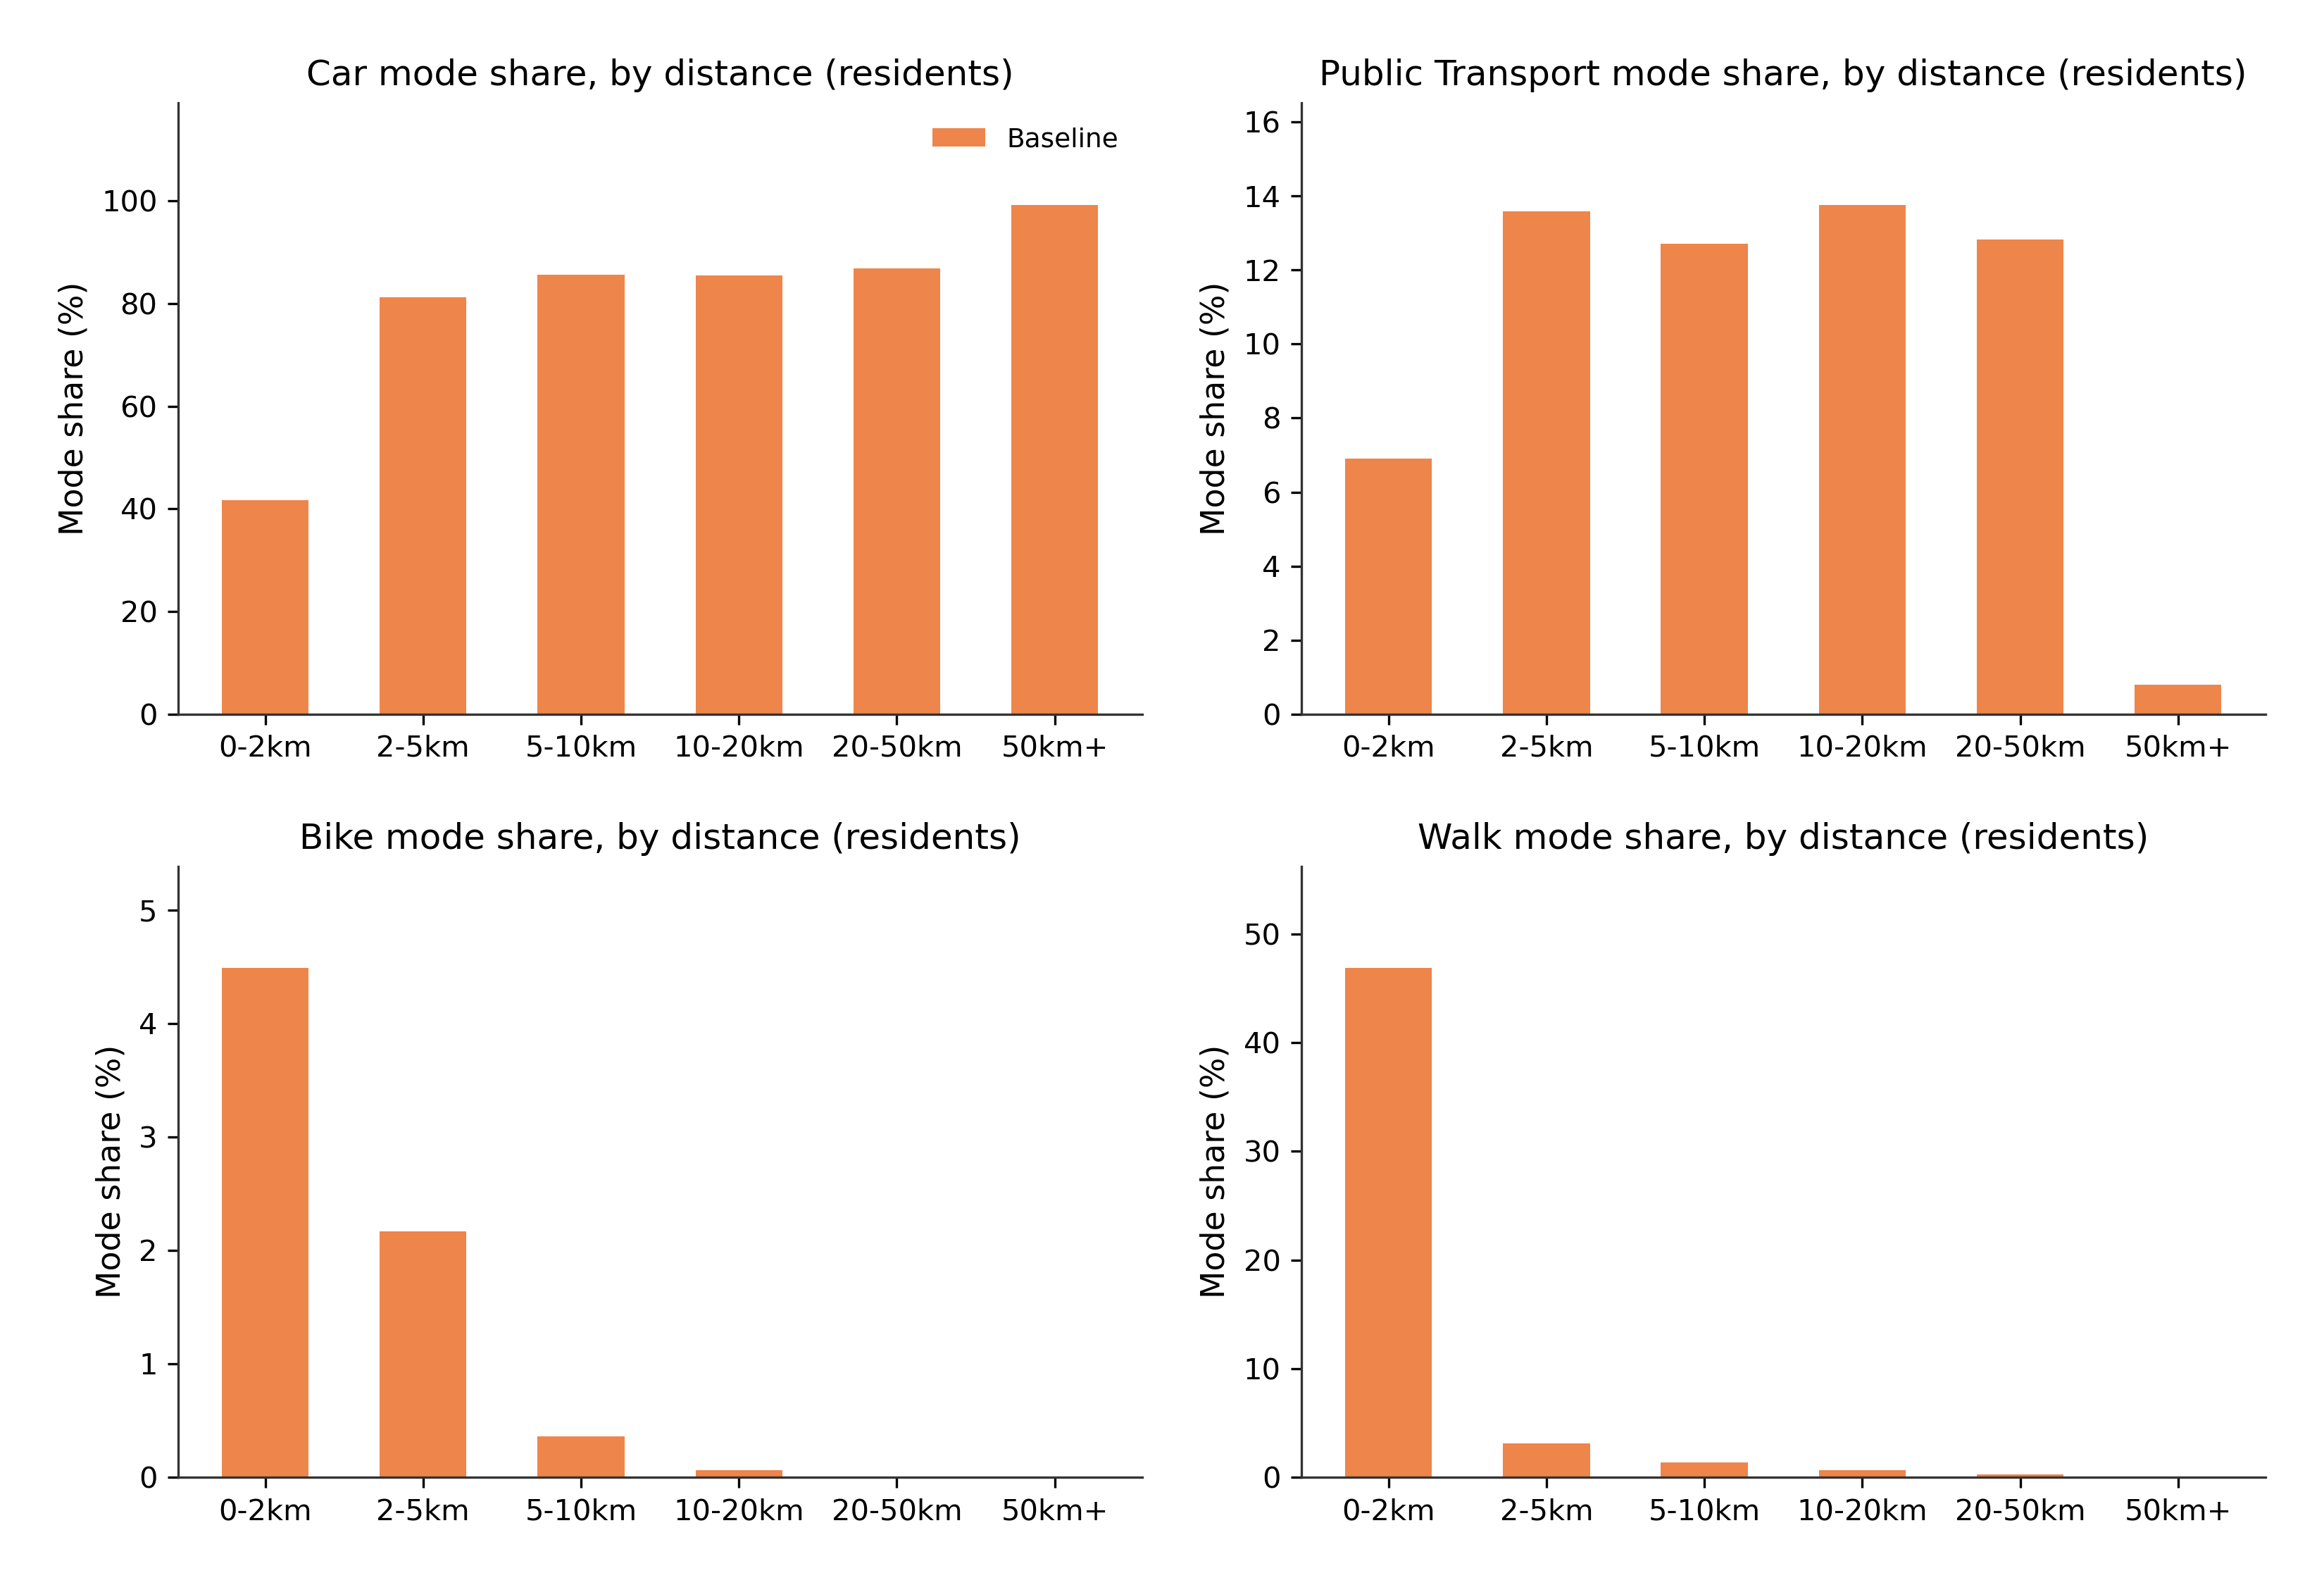 Car mode share, by distance (residents)
Baseline
Mode share (%)
100
80
60
40
20
0
0-2km 2-5km 5-10km 10-20km 20-50km 50km+
Public Transport mode share, by distance (residents)
Mode share (%)
16
14
12
10
8
6
4
2
0
0-2km 2-5km 5-10km 10-20km 20-50km 50km+
Bike mode share, by distance (residents)
Mode share (%)
5
4
3
2
1
0
0-2km 2-5km 5-10km 10-20km 20-50km 50km+
Walk mode share, by distance (residents)
Mode share (%)
50
40
30
20
10
0
0-2km 2-5km 5-10km 10-20km 20-50km 50km+